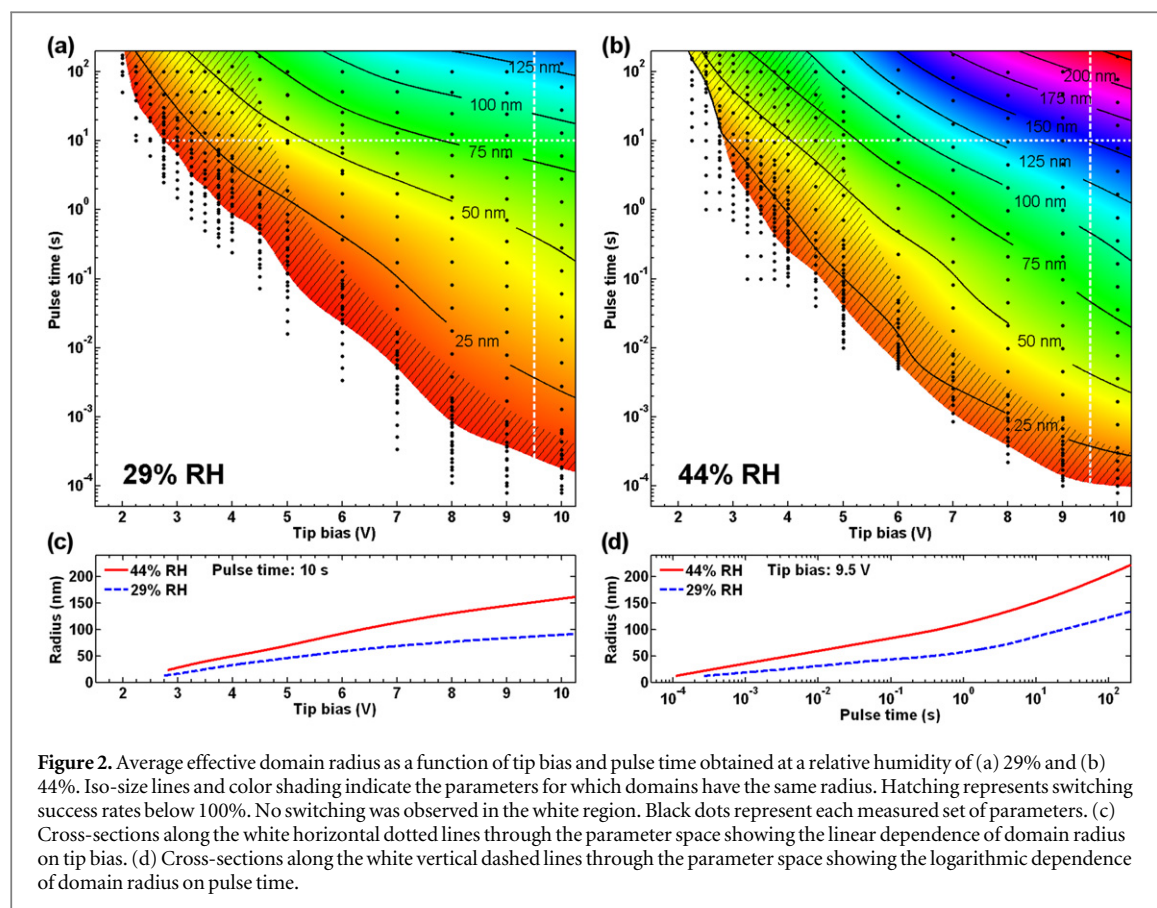 (a)
10²
10¹
10⁰
10⁻¹
10⁻²
10⁻³
10⁻⁴
Pulse time (s)
125 nm
100 nm
75 nm
50 nm
25 nm
29% RH
2 3 4 5 6 7 8 9 10
Tip bias (V)
(b)
10²
10¹
10⁰
10⁻¹
10⁻²
10⁻³
10⁻⁴
Pulse time (s)
200 nm
175 nm
150 nm
125 nm
100 nm
75 nm
50 nm
25 nm
44% RH
2 3 4 5 6 7 8 9 10
Tip bias (V)
(c)
200
150
100
50
0
Radius (nm)
44% RH
29% RH
Pulse time: 10 s
2 3 4 5 6 7 8 9 10
Tip bias (V)
(d)
200
150
100
50
0
Radius (nm)
44% RH
29% RH
Tip bias: 9.5 V
10⁻⁴ 10⁻³ 10⁻² 10⁻¹ 10⁰ 10¹ 10²
Pulse time (s)
Figure 2. Average effective domain radius as a function of tip bias and pulse time obtained at a relative humidity of (a) 29% and (b)
44%. Iso-size lines and color shading indicate the parameters for which domains have the same radius. Hatching represents switching
success rates below 100%. No switching was observed in the white region. Black dots represent each measured set of parameters. (c)
Cross-sections along the white horizontal dotted lines through the parameter space showing the linear dependence of domain radius
on tip bias. (d) Cross-sections along the white vertical dashed lines through the parameter space showing the logarithmic dependence
of domain radius on pulse time.